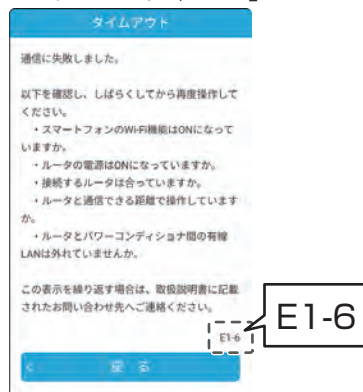 タイムアウト
通信に失敗しました。
以下を確認し、しばらくしてから再度操作して
ください。
・スマートフォンのWi-Fi機能はONになって
いますか。
・ルータの電源はONになっていますか。
・接続するルータは合っていますか。
・ルータと通信できる距離で操作しています
か。
・ルータとパワーコンディショナ間の有線
LANは外れていませんか。
この表示を繰り返す場合は、取扱説明書に記載
されたお問い合わせ先へご連絡ください。
E1-6
E1-6
< 戻 る